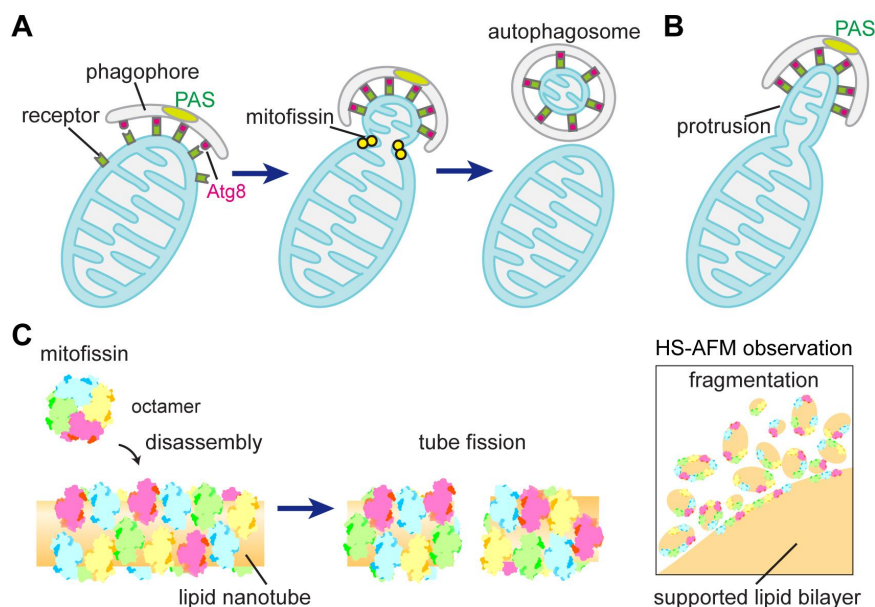 A
phagophore
PAS
receptor
Atg8
mitofissin
autophagosome
B
PAS
protrusion
C
mitofissin
octamer
disassembly
lipid nanotube
tube fission
HS-AFM observation
fragmentation
supported lipid bilayer